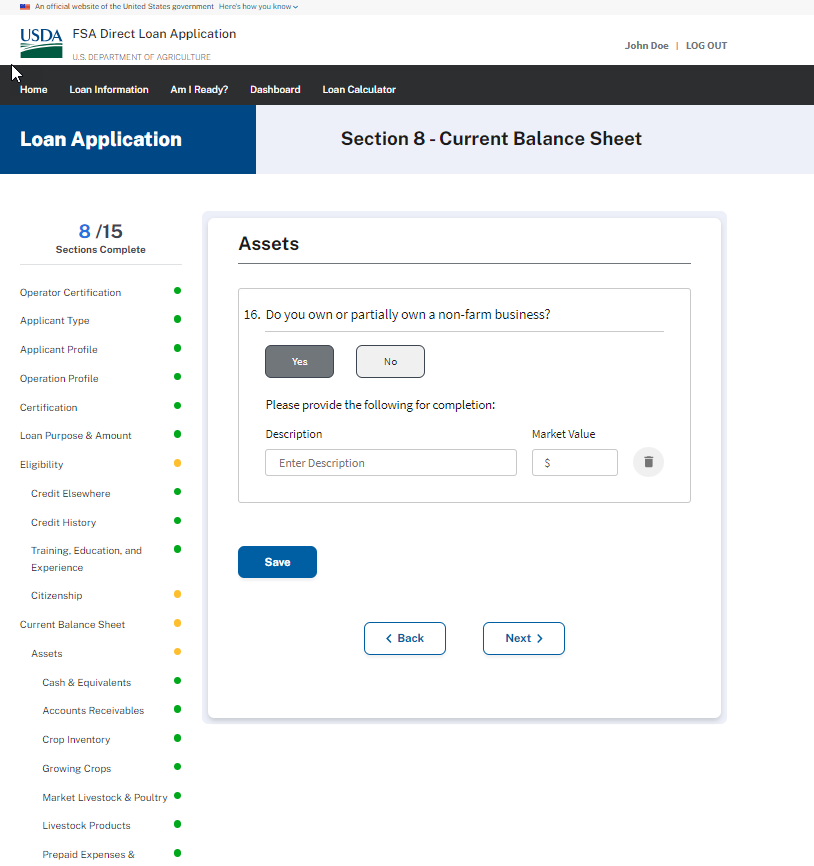 An official website of the United States government Here's how you know
USDA
FSA Direct Loan Application
U.S. DEPARTMENT OF AGRICULTURE
John Doe | LOG OUT
Home Loan Information Am I Ready? Dashboard Loan Calculator
Loan Application
Section 8 - Current Balance Sheet
8 /15
Sections Complete
Operator Certification
Applicant Type
Applicant Profile
Operation Profile
Certification
Loan Purpose & Amount
Eligibility
Credit Elsewhere
Credit History
Training, Education, and
Experience
Citizenship
Current Balance Sheet
Assets
Cash & Equivalents
Accounts Receivables
Crop Inventory
Growing Crops
Market Livestock & Poultry
Livestock Products
Prepaid Expenses &
Assets
16. Do you own or partially own a non-farm business?
Yes No
Please provide the following for completion:
Description Market Value
Enter Description $
Save
< Back Next >